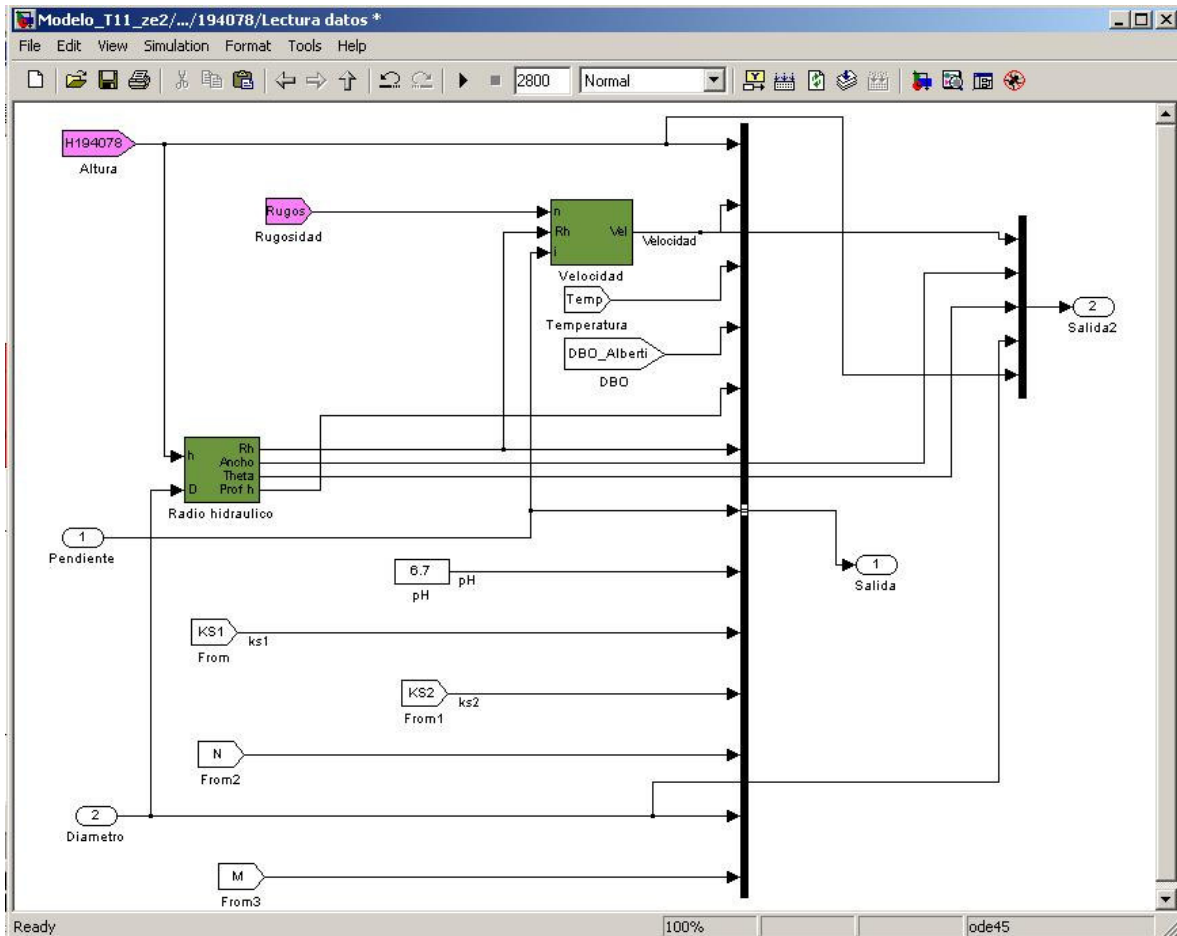 Modelo_T11_ze2/.../194078/Lectura datos *
File Edit View Simulation Format Tools Help
2800 Normal
H194078
Altura
Rugos
Rugosidad
n
Rh Vel
i
Velocidad
Velocidad
Temp
Temperatura
DBO_Alberti
DBO
2
Salida2
h Rh
Ancho
Theta
D Prof h
Radio hidraulico
1
Pendiente
1
Salida
6.7
pH
pH
KS1
ks1
From
KS2
ks2
From1
N
From2
2
Diametro
M
From3
Ready 100% ode45